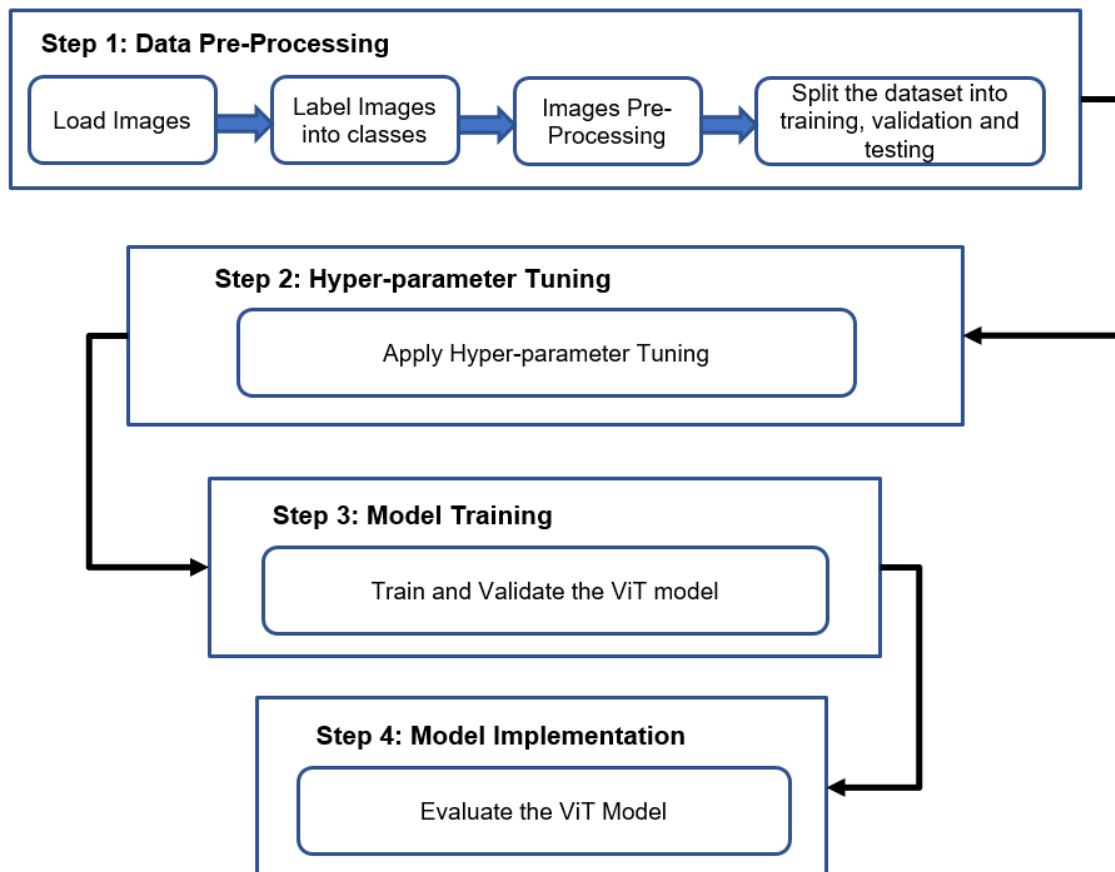 Step 1: Data Pre-Processing
Load Images
Label Images
into classes
Images Pre-
Processing
Split the dataset into
training, validation and
testing
Step 2: Hyper-parameter Tuning
Apply Hyper-parameter Tuning
Step 3: Model Training
Train and Validate the ViT model
Step 4: Model Implementation
Evaluate the ViT Model